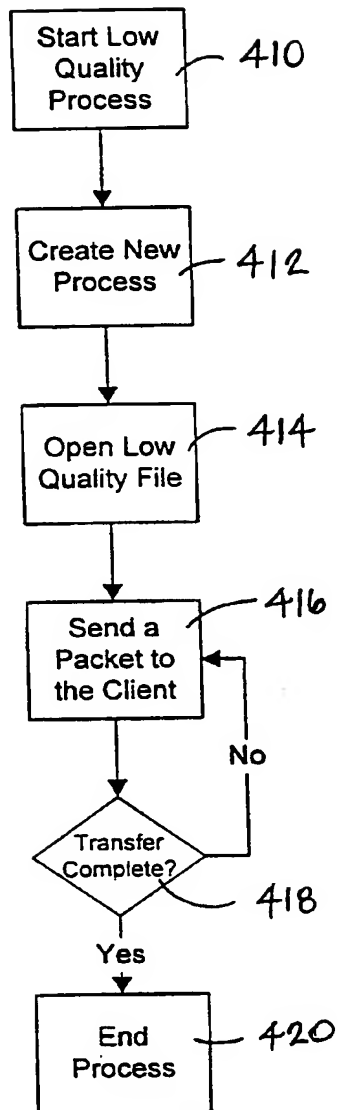 Start Low
Quality
Process
410
Create New
Process
412
Open Low
Quality File
414
Send a
Packet to
the Client
416
No
Transfer
Complete?
418
Yes
End
Process
420